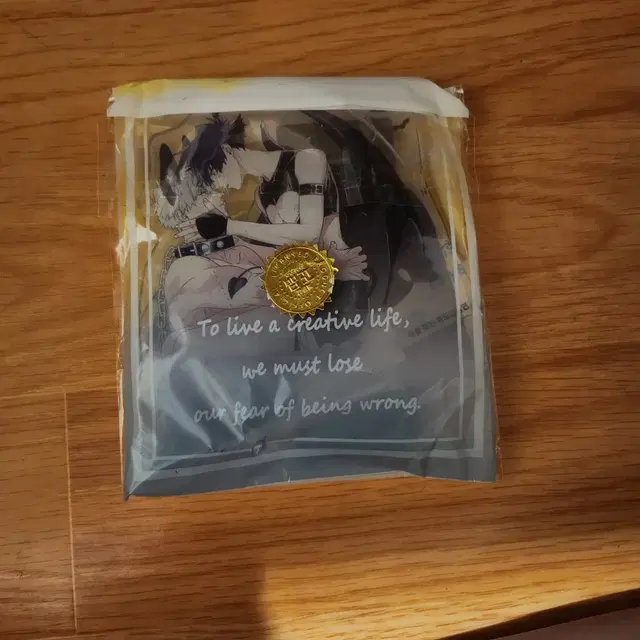 To live a creative life,
we must lose
our fear of being wrong.